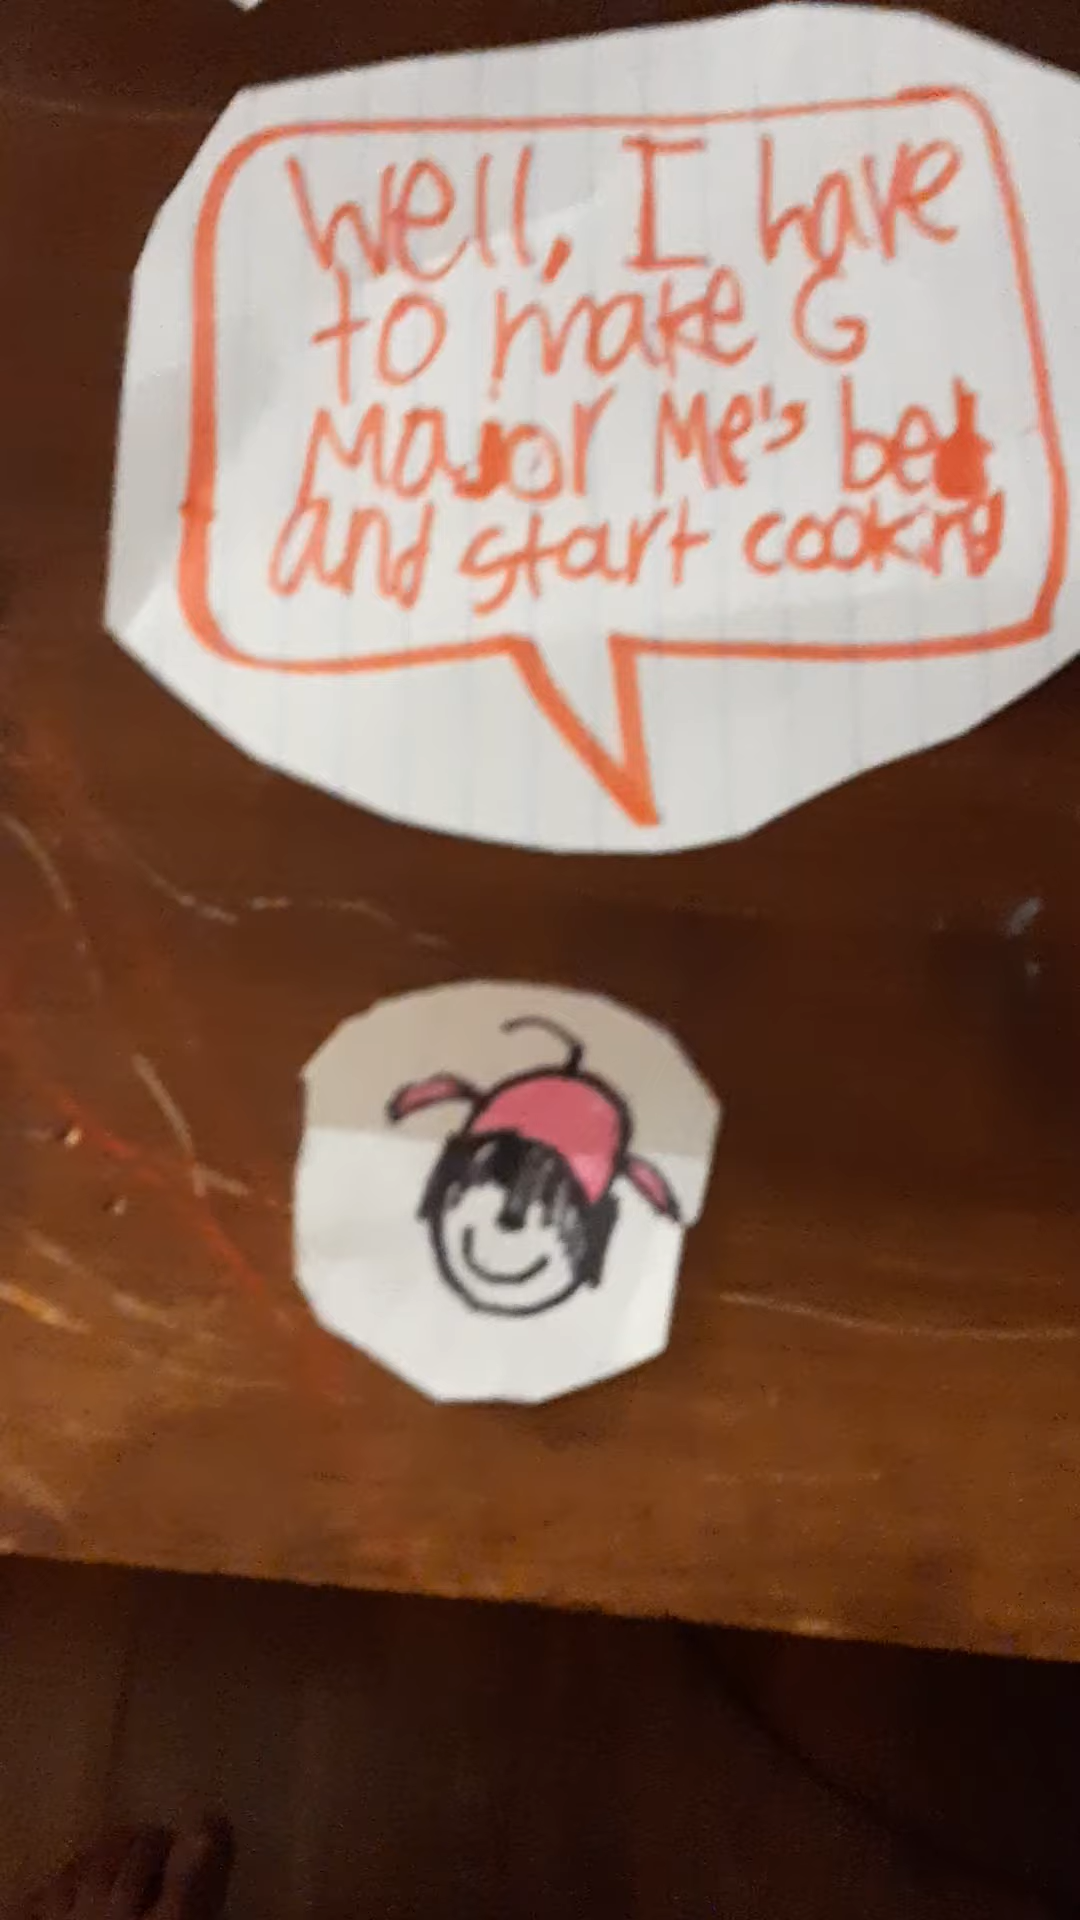 Well, I have
to make G
Major Me's bed
and start cooking